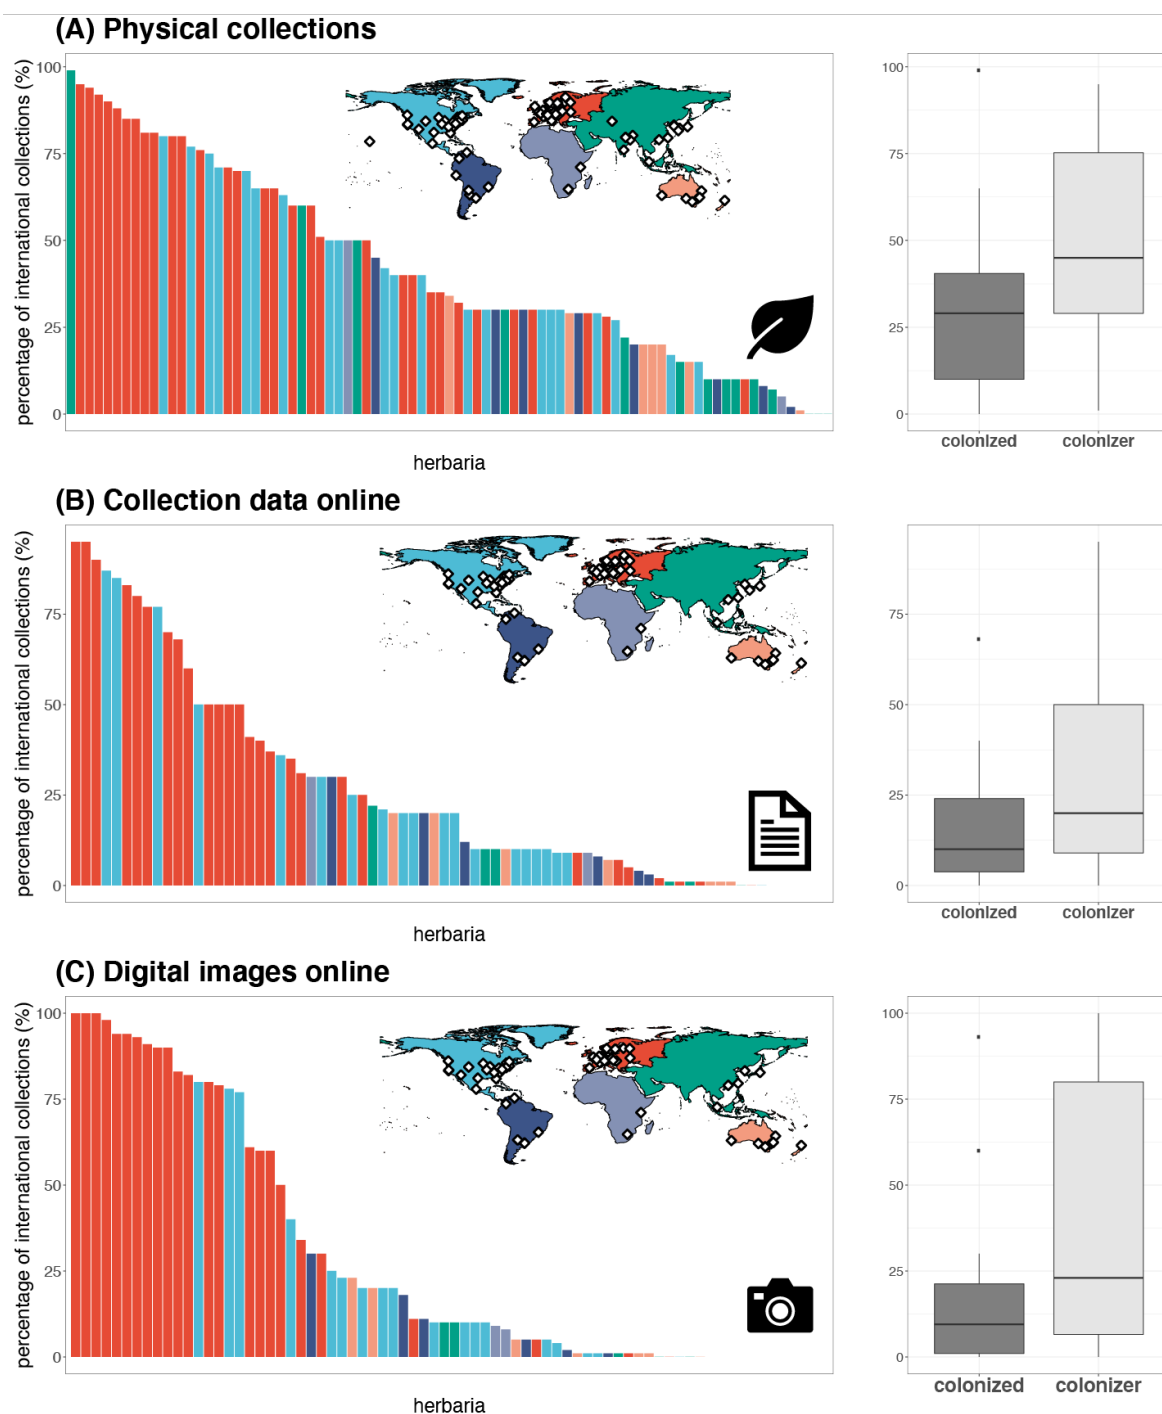 (A) Physical collections
percentage of international collections (%)
100
75
50
25
0
herbaria
100
75
50
25
0
colonized colonizer
(B) Collection data online
percentage of international collections (%)
75
50
25
0
herbaria
75
50
25
0
colonized colonizer
(C) Digital images online
percentage of international collections (%)
100
75
50
25
0
herbaria
100
75
50
25
0
colonized colonizer